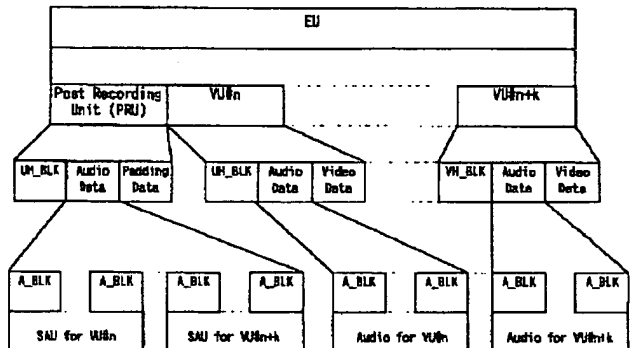 EU
Post Recording Unit (PRU) VU#n VU#n+k
UH_BLK Audio Data Padding Data UH_BLK Audio Data Video Data VH_BLK Audio Data Video Data
A_BLK A_BLK A_BLK A_BLK A_BLK A_BLK A_BLK A_BLK
SAU for VU#n SAU for VU#n+k Audio for VU#n Audio for VU#n+k